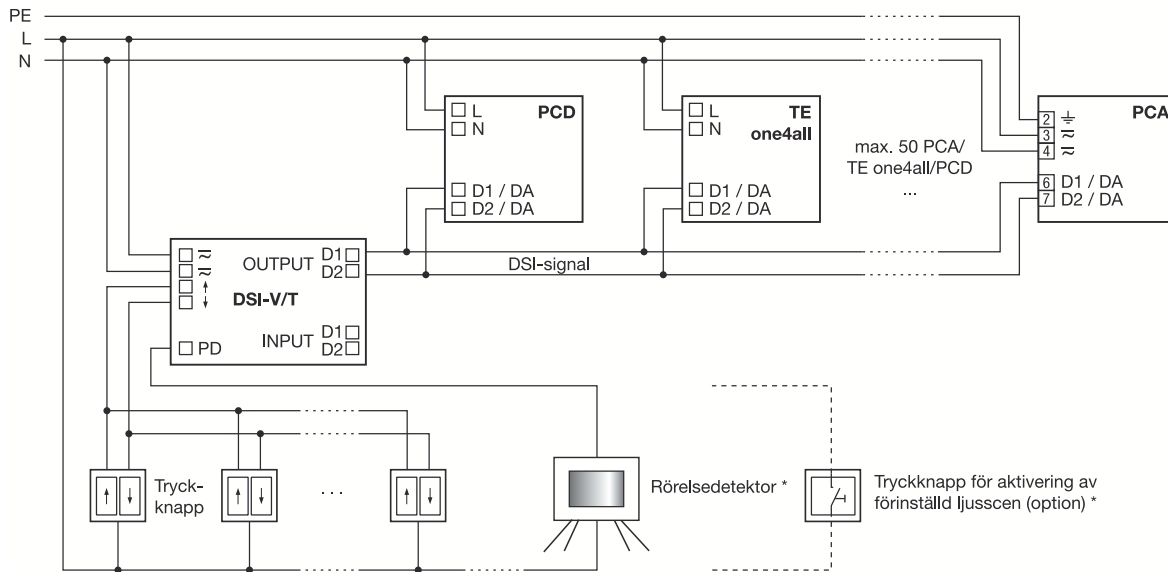 PE
L
N
L PCD
N
D1 / DA
D2 / DA
L TE
N one4all
D1 / DA
D2 / DA
max. 50 PCA/
TE one4all/PCD
...
PCA
2
3
4
6 D1 / DA
7 D2 / DA
DSI-signal
OUTPUT D1
D2
DSI-V/T
INPUT D1
D2
PD
Tryck-
knapp
...
Rörelsedetektor *
Tryckknapp för aktivering av
förinställd ljusscen (option) *